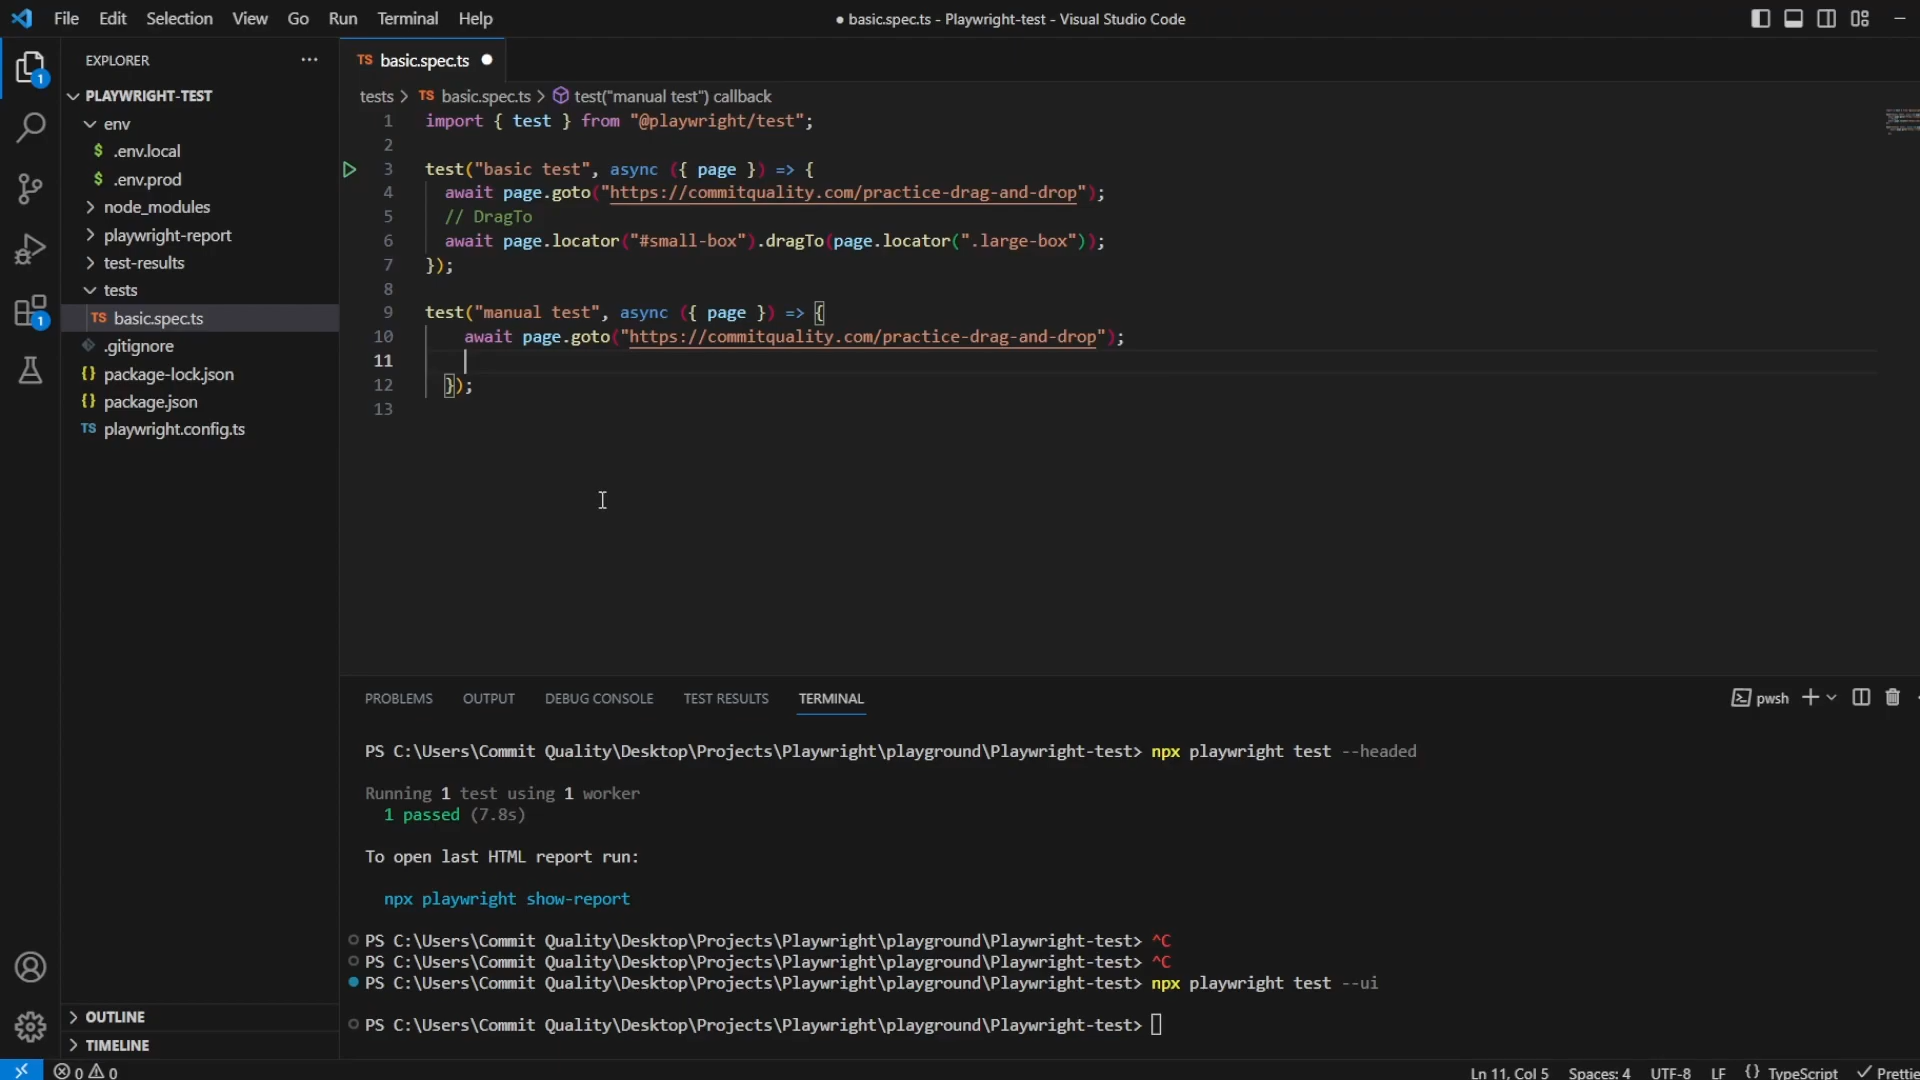 File Edit Selection View Go Run Terminal Help
● basic.spec.ts - Playwright-test - Visual Studio Code
EXPLORER ···
PLAYWRIGHT-TEST
env
$ .env.local
$ .env.prod
node_modules
playwright-report
test-results
tests
TS basic.spec.ts
.gitignore
{} package-lock.json
{} package.json
TS playwright.config.ts
OUTLINE
TIMELINE
1
1
TS basic.spec.ts ●
tests > TS basic.spec.ts > test("manual test") callback
1 import { test } from "@playwright/test";
2
3 test("basic test", async ({ page }) => {
4 await page.goto("https://commitquality.com/practice-drag-and-drop");
5 // DragTo
6 await page.locator("#small-box").dragTo(page.locator(".large-box"));
7 });
8
9 test("manual test", async ({ page }) => {
10 await page.goto("https://commitquality.com/practice-drag-and-drop");
11
12 });
13
PROBLEMS OUTPUT DEBUG CONSOLE TEST RESULTS TERMINAL
pwsh
PS C:\Users\Commit Quality\Desktop\Projects\Playwright\playground\Playwright-test> npx playwright test --headed
Running 1 test using 1 worker
1 passed (7.8s)
To open last HTML report run:
npx playwright show-report
PS C:\Users\Commit Quality\Desktop\Projects\Playwright\playground\Playwright-test> ^C
PS C:\Users\Commit Quality\Desktop\Projects\Playwright\playground\Playwright-test> ^C
PS C:\Users\Commit Quality\Desktop\Projects\Playwright\playground\Playwright-test> npx playwright test --ui
PS C:\Users\Commit Quality\Desktop\Projects\Playwright\playground\Playwright-test>
0 0
Ln 11, Col 5 Spaces: 4 UTF-8 LF {} TypeScript Prettie